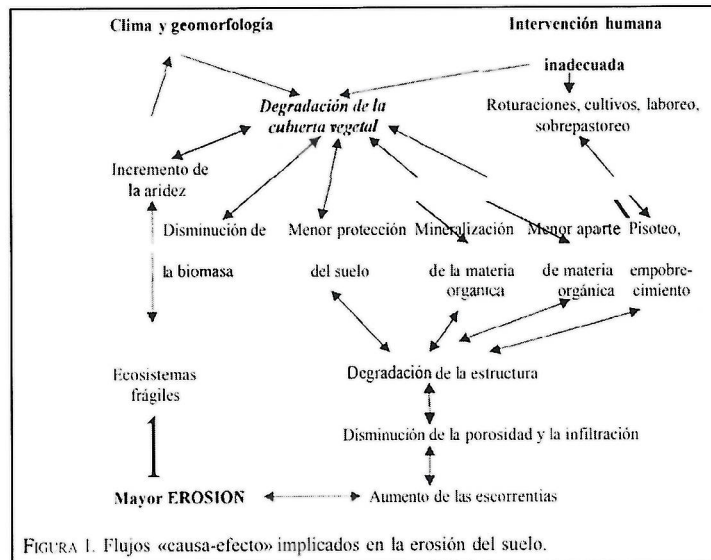 Clima y geomorfología
Intervención humana
inadecuada
Degradación de la
cubierta vegetal
Roturaciones, cultivos, laboreo,
sobrepastoreo
Incremento de
la aridez
Disminución de
la biomasa
Menor protección
del suelo
Mineralización
de la materia
organica
Menor aparte
de materia
orgánica
Pisoteo,
empobre-
cimiento
Ecosistemas
frágiles
Degradación de la estructura
Disminución de la porosidad y la infiltración
Mayor EROSION
Aumento de las escorrentias
FIGURA 1. Flujos «causa-efecto» implicados en la erosión del suelo.